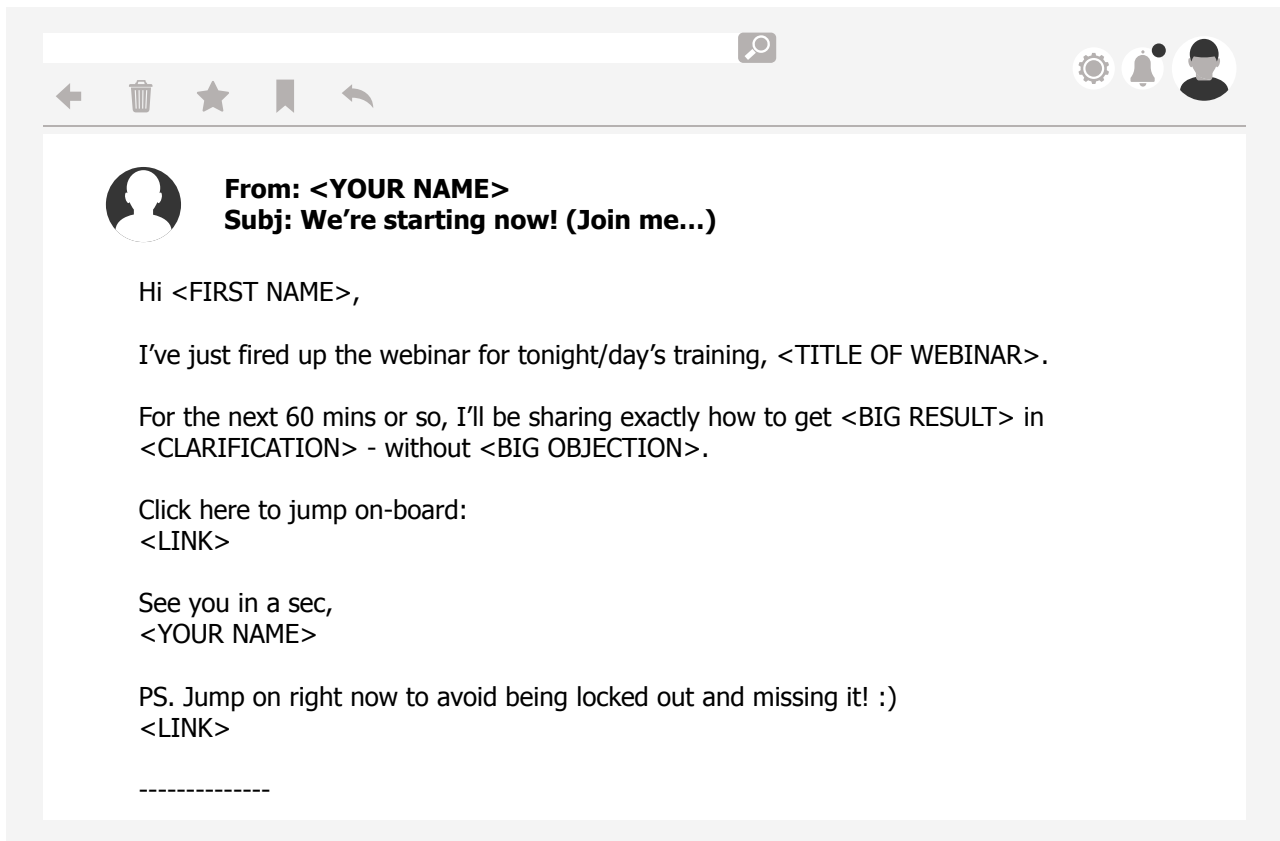 From: <YOUR NAME>
Subj: We’re starting now! (Join me…)
Hi <FIRST NAME>,
I’ve just fired up the webinar for tonight/day’s training, <TITLE OF WEBINAR>.
For the next 60 mins or so, I’ll be sharing exactly how to get <BIG RESULT> in
<CLARIFICATION> - without <BIG OBJECTION>.
Click here to jump on-board:
<LINK>
See you in a sec,
<YOUR NAME>
PS. Jump on right now to avoid being locked out and missing it! :)
<LINK>
--------------